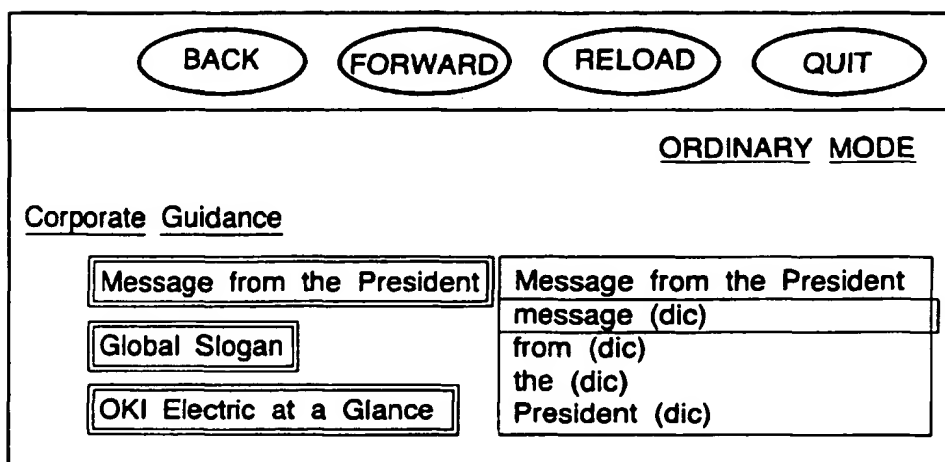 BACK FORWARD RELOAD QUIT
ORDINARY MODE
Corporate Guidance
Message from the President
Global Slogan
OKI Electric at a Glance
Message from the President
message (dic)
from (dic)
the (dic)
President (dic)